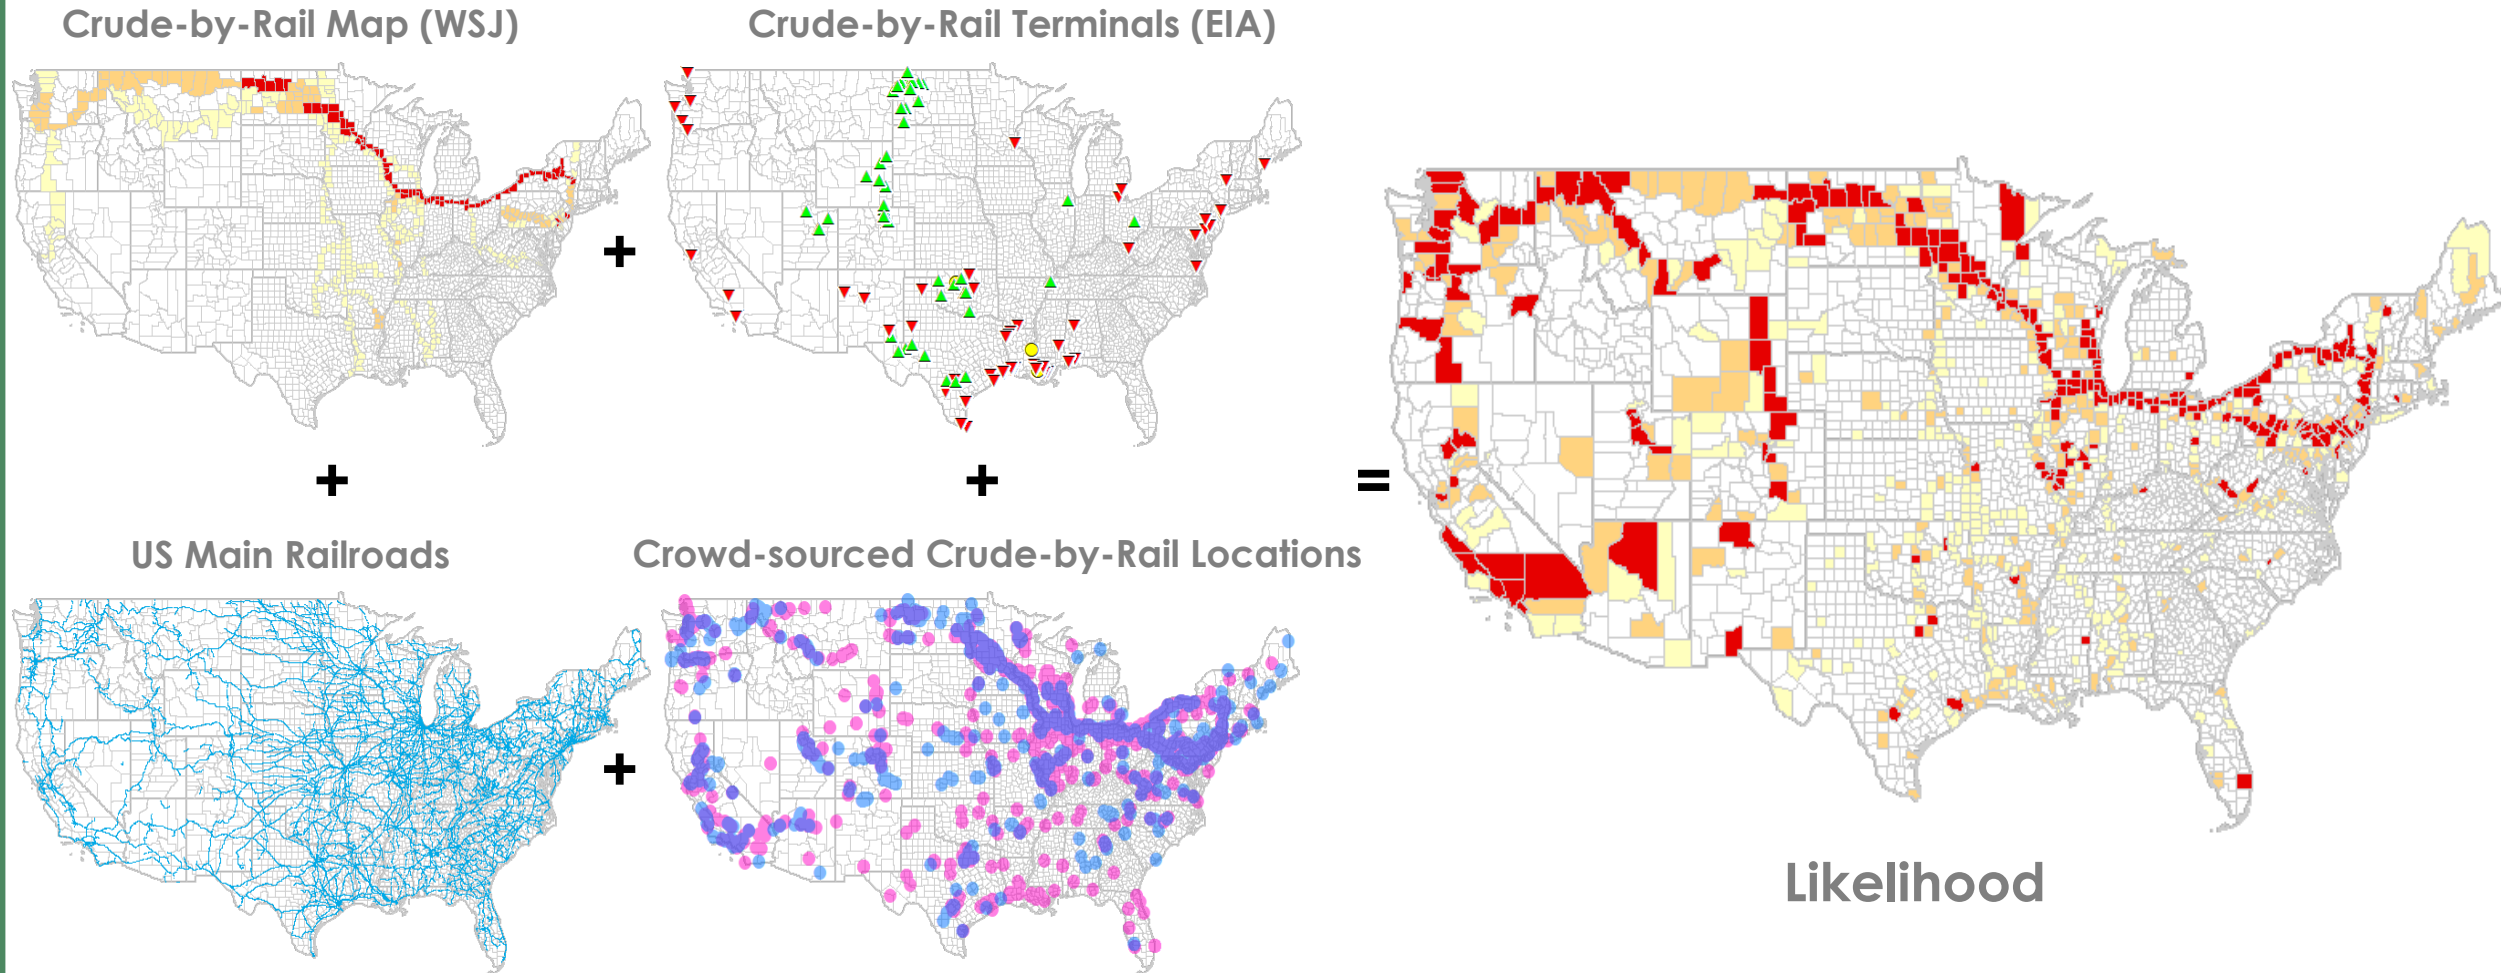 Crude-by-Rail Map (WSJ)
Crude-by-Rail Terminals (EIA)
+
+
+
=
US Main Railroads
Crowd-sourced Crude-by-Rail Locations
+
Likelihood